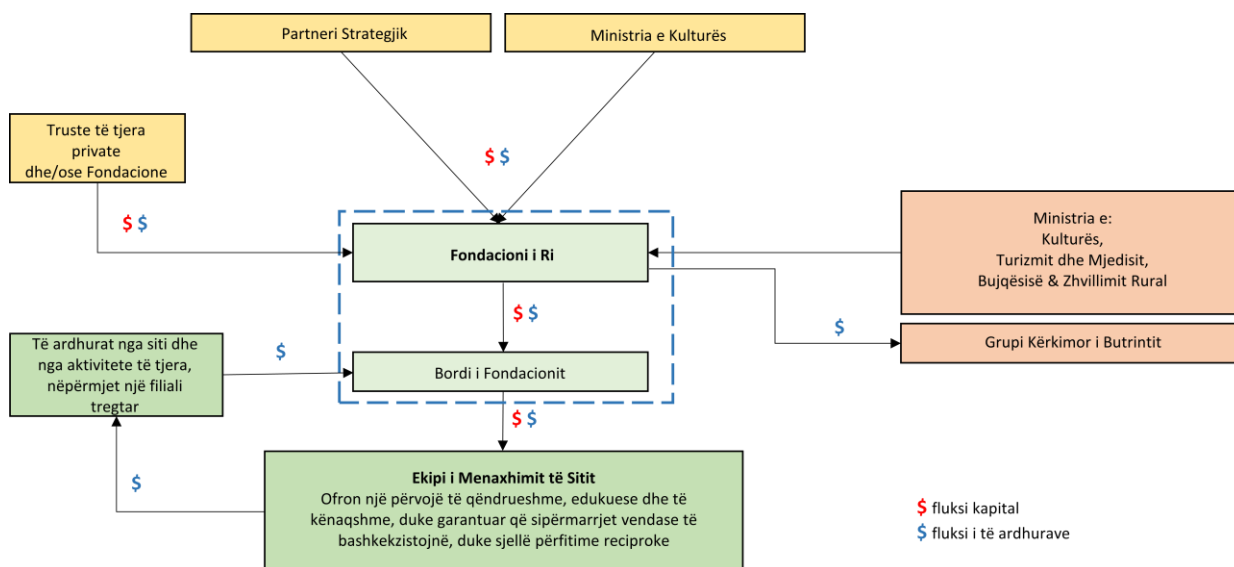 Partneri Strategjik
Ministria e Kulturës
Truste të tjera
private
dhe/ose Fondacione
$ $
$ $
Fondacioni i Ri
Ministria e:
Kulturës,
Turizmit dhe Mjedisit,
Bujqësisë & Zhvillimit Rural
$ $
$
Grupi Kërkimor i Butrintit
Të ardhurat nga siti dhe
nga aktivitete të tjera,
nëpërmjet një filiali
tregtar
$
Bordi i Fondacionit
$ $
$
Ekipi i Menaxhimit të Sitit
Ofron një përvojë të qëndrueshme, edukuese dhe të
kënaqshme, duke garantuar që sipërmarrjet vendase të
bashkekzistojnë, duke sjellë përfitime reciproke
$ fluksi kapital
$ fluksi i të ardhurave